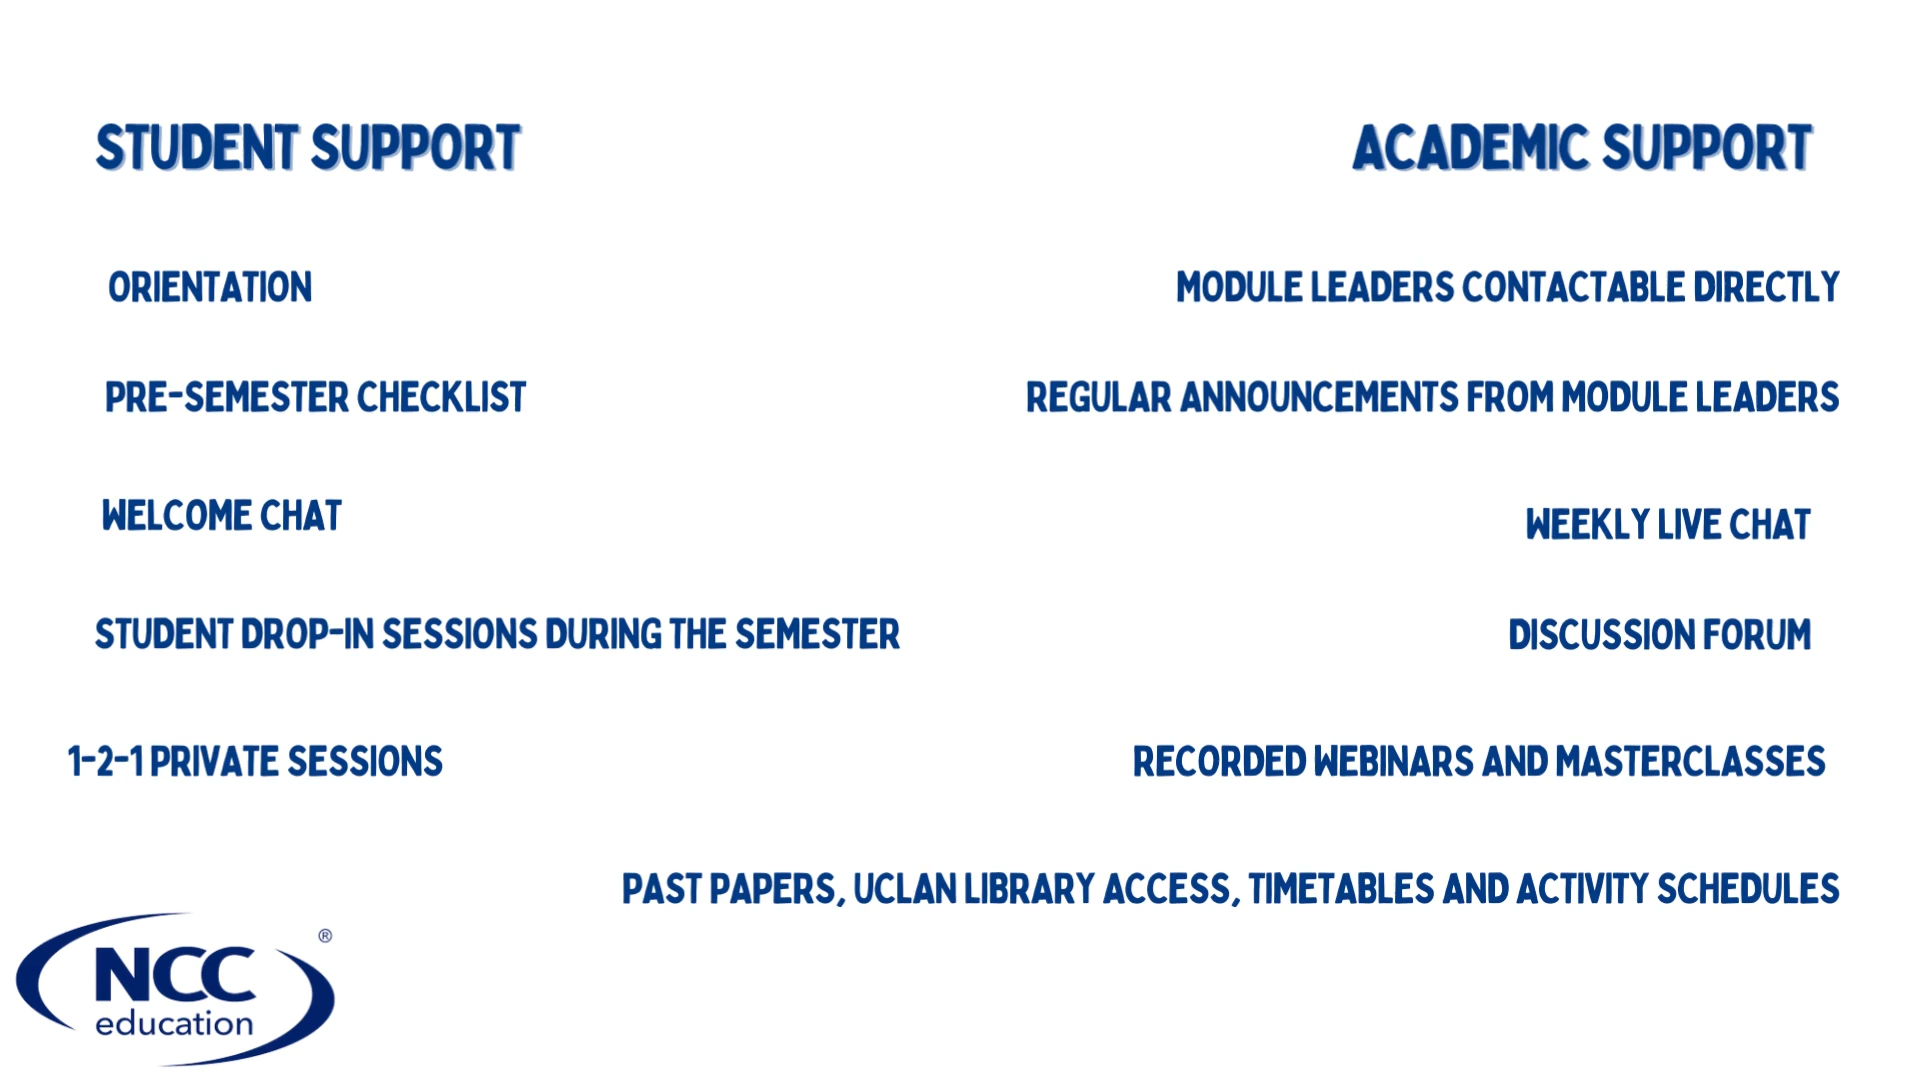 STUDENT SUPPORT
ORIENTATION
PRE-SEMESTER CHECKLIST
WELCOME CHAT
STUDENT DROP-IN SESSIONS DURING THE SEMESTER
1-2-1 PRIVATE SESSIONS
ACADEMIC SUPPORT
MODULE LEADERS CONTACTABLE DIRECTLY
REGULAR ANNOUNCEMENTS FROM MODULE LEADERS
WEEKLY LIVE CHAT
DISCUSSION FORUM
RECORDED WEBINARS AND MASTERCLASSES
PAST PAPERS, UCLAN LIBRARY ACCESS, TIMETABLES AND ACTIVITY SCHEDULES
NCC ®
education